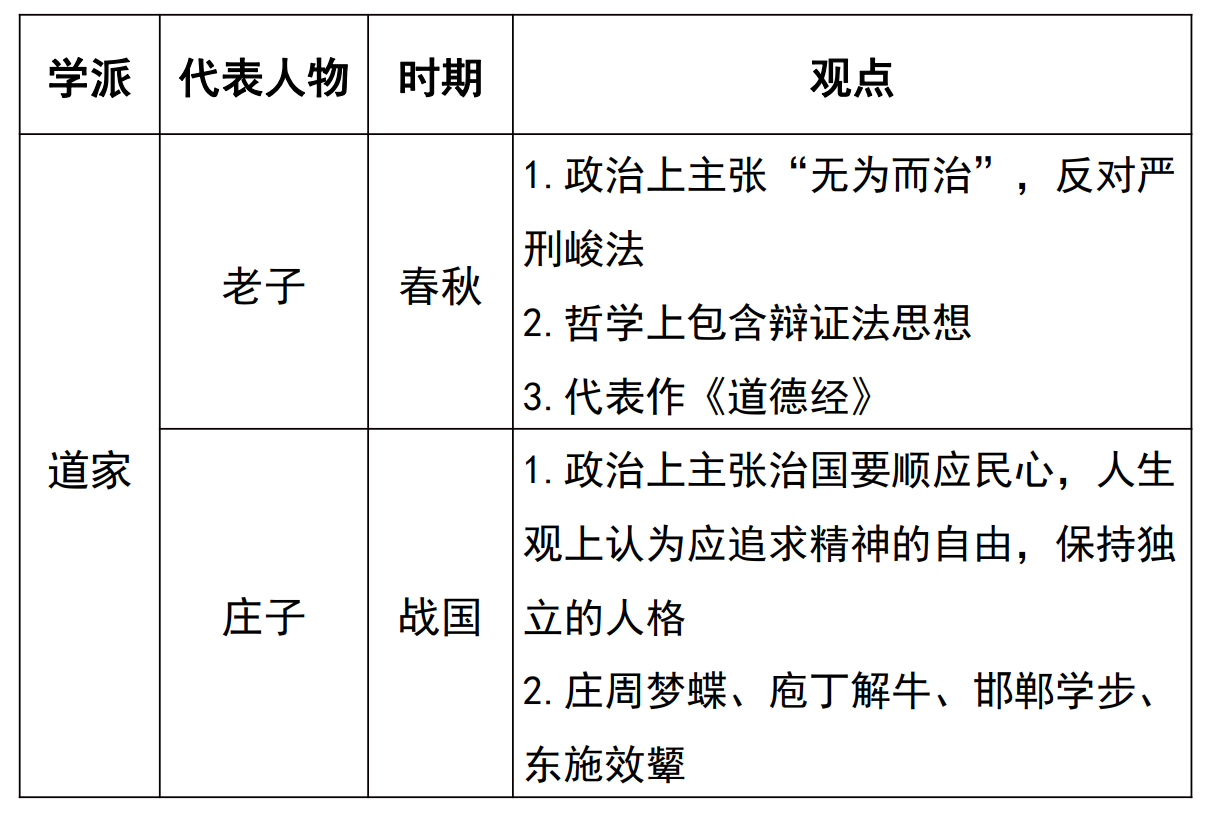 学派 代表人物 时期 观点
道家
老子 春秋
1.政治上主张“无为而治”，反对严
刑峻法
2.哲学上包含辩证法思想
3.代表作《道德经》
庄子 战国
1.政治上主张治国要顺应民心，人生
观上认为应追求精神的自由，保持独
立的人格
2.庄周梦蝶、庖丁解牛、邯郸学步、
东施效颦